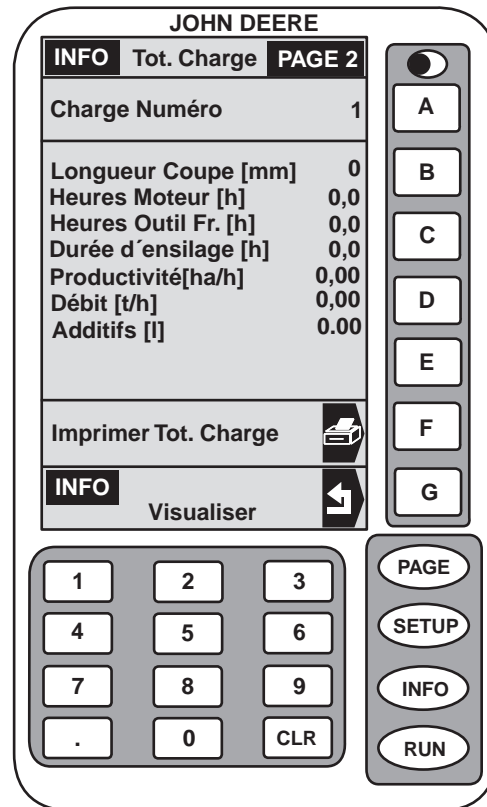 JOHN DEERE
INFO Tot. Charge PAGE 2
Charge Numéro 1
Longueur Coupe [mm] 0
Heures Moteur [h] 0,0
Heures Outil Fr. [h] 0,0
Durée d´ensilage [h] 0,0
Productivité[ha/h] 0,00
Débit [t/h] 0,00
Additifs [l] 0.00
Imprimer Tot. Charge
INFO
Visualiser
A
B
C
D
E
F
G
1 2 3
4 5 6
7 8 9
. 0 CLR
PAGE
SETUP
INFO
RUN